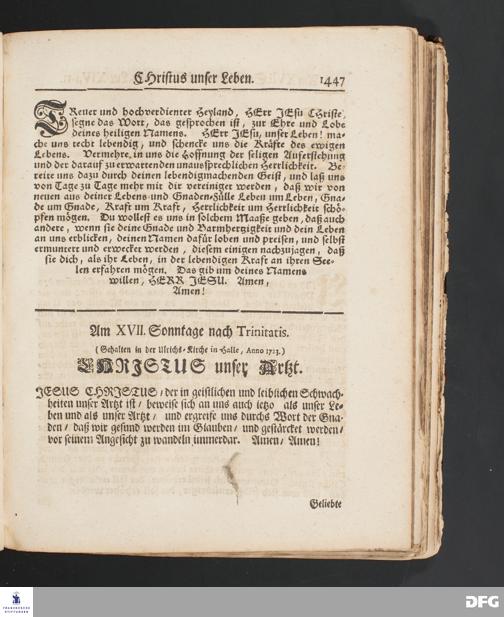 CHristus unser Leben. 1447
TReuer und hochverdienter Heyland, HErr JEsu CHriste,
segne das Wort, das gesprochen ist, zur Ehre und Lobe
deines heiligen Namens. HErr JEsu, unser Leben! ma-
che uns recht lebendig, und schencke uns die Kräfte des ewigen
Lebens. Vermehre in uns die Hoffnung der seligen Auferstehung
und der darauf zu erwartenden unaussprechlichen Herrlichkeit. Be-
reite uns dazu durch deinen lebendigmachenden Geist, und laß uns
von Tage zu Tage mehr mit dir vereiniget werden, daß wir von
neuen aus deiner Lebens-und Gnaden-Fülle Leben um Leben, Gna-
de um Gnade, Kraft um Kraft, Herrlichkeit um Herrlichkeit schö-
pfen mögen. Du wollest es uns in solchem Maaße geben, daß auch
andere, wenn sie deine Gnade und Barmhertzigkeit und dein Leben
an uns erblicken, deinen Namen dafür loben und preisen, und selbst
ermuntert und erwecket werden, diesem einigen nachzujagen, daß
sie dich, als ihr Leben, in der lebendigen Kraft an ihren See-
len erfahren mögen. Das gib um deines Namens
willen, HERR JESU. Amen,
Amen!
Am XVII. Sonntage nach Trinitatis.
(Gehalten in der Ulrichs-Kirche in Halle, Anno 1723.)
CHRISTUS unser Artzt.
JESUS CHRISTUS/ der in geistlichen und leiblichen Schwach-
heiten unser Artzt ist/ beweise sich an uns auch ietzo als unser Le-
ben und als unser Artzt/ und ergreife uns durchs Wort der Gna-
den/ daß wir gesund werden im Glauben/ und gestärcket werden/
vor seinem Angesicht zu wandeln immerdar. Amen/ Amen!
Geliebte
FRANCKESCHE
STIFTUNGEN
DFG